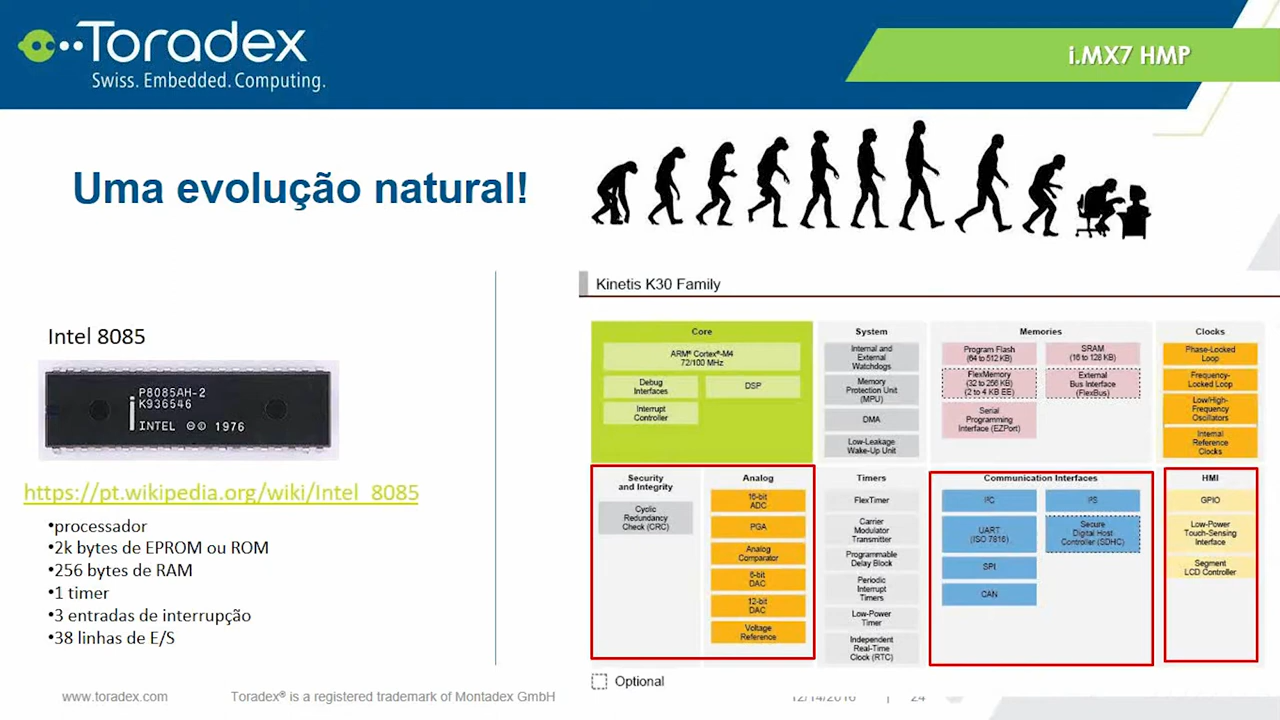 Toradex
Swiss. Embedded. Computing.
i.MX7 HMP
Uma evolução natural!
Intel 8085
P8085AH-2
K936546
i
INTEL © © 1976
https://pt.wikipedia.org/wiki/Intel_8085
•processador
•2k bytes de EPROM ou ROM
•256 bytes de RAM
•1 timer
•3 entradas de interrupção
•38 linhas de E/S
Kinetis K30 Family
Core
ARM® Cortex®-M4
72/100 MHz
Debug
Interfaces
DSP
Interrupt
Controller
System
Internal and
External
Watchdogs
Memory
Protection Unit
(MPU)
DMA
Low-Leakage
Wake-Up Unit
Memories
Program Flash
(64 to 512 KB)
SRAM
(16 to 128 KB)
FlexMemory
(32 to 256 KB)
(2 to 4 KB EE)
External
Bus Interface
(FlexBus)
Serial
Programming
Interface (EZPort)
Clocks
Phase-Locked
Loop
Frequency-
Locked Loop
Low/High-
Frequency
Oscillators
Internal
Reference
Clocks
Security
and Integrity
Cyclic
Redundancy
Check (CRC)
Analog
16-bit
ADC
PGA
Analog
Comparator
6-bit
DAC
12-bit
DAC
Voltage
Reference
Timers
FlexTimer
Carrier
Modulator
Transmitter
Programmable
Delay Block
Periodic
Interrupt
Timers
Low-Power
Timer
Independent
Real-Time
Clock (RTC)
Communication Interfaces
I²C
I²S
UART
(ISO 7816)
Secure
Digital Host
Controller (SDHC)
SPI
CAN
HMI
GPIO
Low-Power
Touch-Sensing
Interface
Segment
LCD Controller
Optional
www.toradex.com
Toradex® is a registered trademark of Montadex GmbH
12/14/2016 | 24